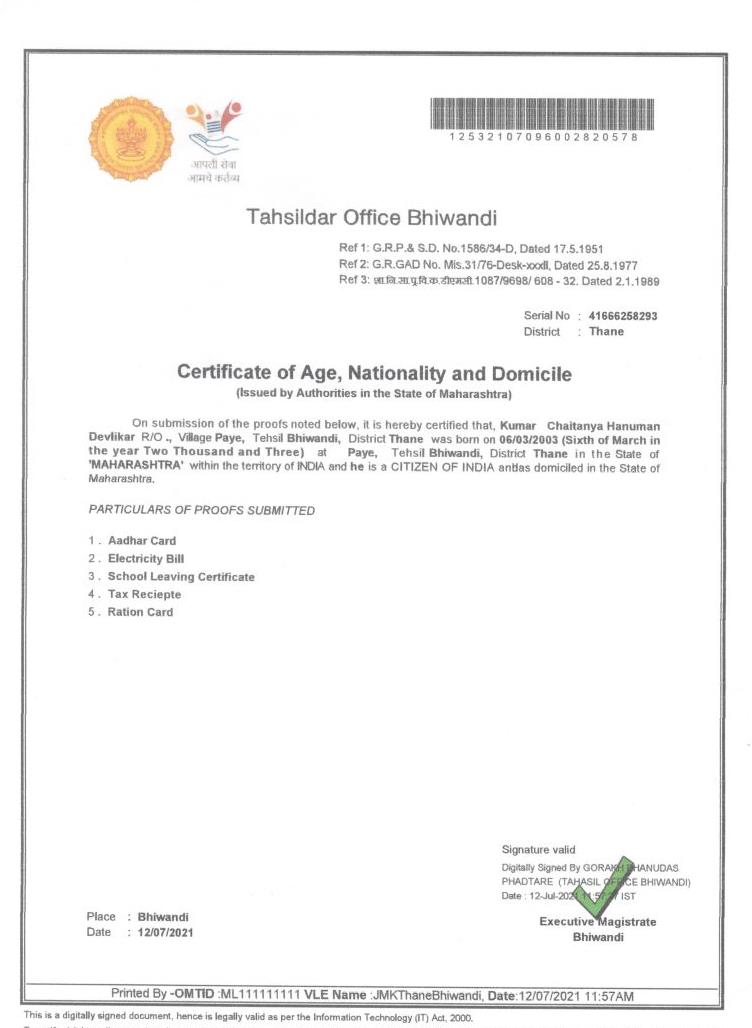 आपली सेवा
आमचे कर्तव्य
12532107096002820578
Tahsildar Office Bhiwandi
Ref 1: G.R.P.& S.D. No.1586/34-D, Dated 17.5.1951
Ref 2: G.R.GAD No. Mis.31/76-Desk-xxxll, Dated 25.8.1977
Ref 3: 1087/9698/ 608 - 32. Dated 2.1.1989
Serial No : 41666258293
District : Thane
Certificate of Age, Nationality and Domicile
(Issued by Authorities in the State of Maharashtra)
On submission of the proofs noted below, it is hereby certified that, Kumar Chaitanya Hanuman
Devlikar R/O ., Village Paye, Tehsil Bhiwandi, District Thane was born on 06/03/2003 (Sixth of March in
the year Two Thousand and Three) at Paye, Tehsil Bhiwandi, District Thane in the State of
'MAHARASHTRA' within the territory of INDIA and he is a CITIZEN OF INDIA and domiciled in the State of
Maharashtra.
PARTICULARS OF PROOFS SUBMITTED
1 . Aadhar Card
2 . Electricity Bill
3 . School Leaving Certificate
4 . Tax Reciepte
5 . Ration Card
Signature valid
Digitally Signed By GORAKH BHANUDAS
PHADTARE (TAHASIL OFFICE BHIWANDI)
Date : 12-Jul-2021 IST
Place : Bhiwandi
Date : 12/07/2021
Executive Magistrate
Bhiwandi
Printed By -OMTID :ML111111111 VLE Name :JMKThaneBhiwandi, Date:12/07/2021 11:57AM
This is a digitally signed document, hence is legally valid as per the Information Technology (IT) Act, 2000.